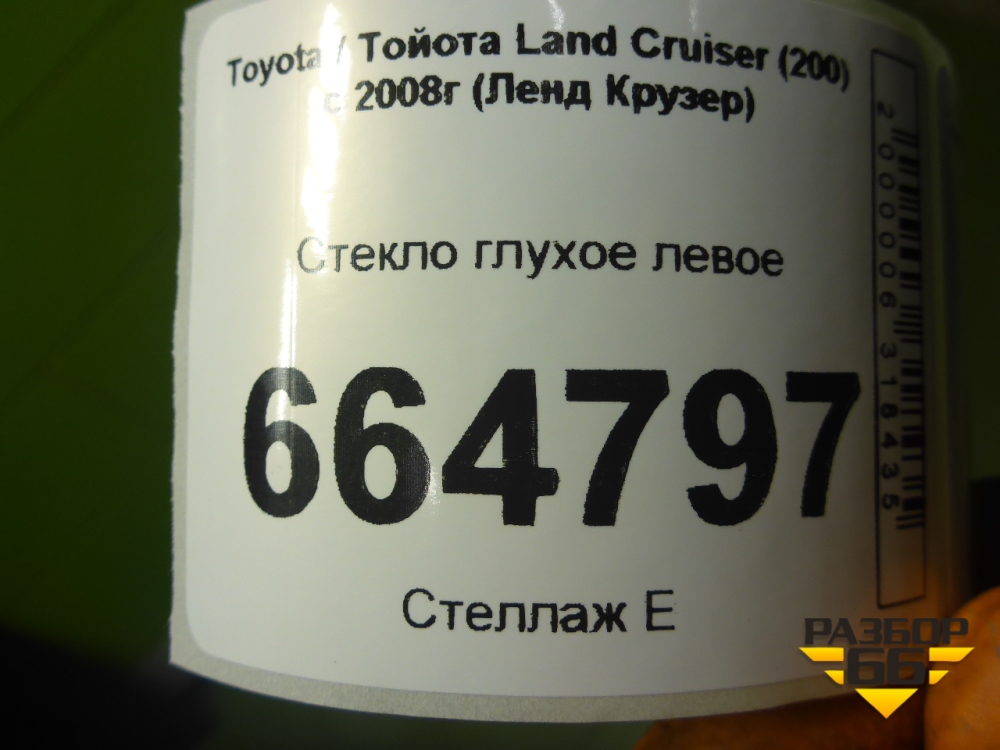 Toyota / Тойота Land Cruiser (200)
с 2008г (Ленд Крузер)
Стекло глухое левое
664797
Стеллаж Е
2000006318435
РАЗБОР
66